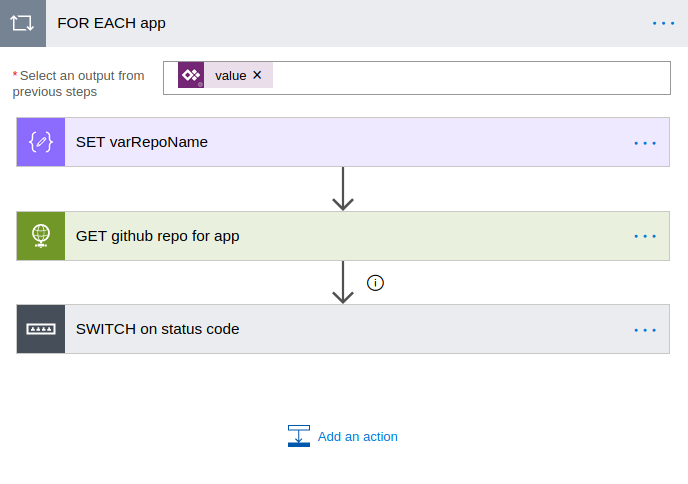 FOR EACH app
* Select an output from
previous steps
value ×
SET varRepoName
GET github repo for app
SWITCH on status code
Add an action